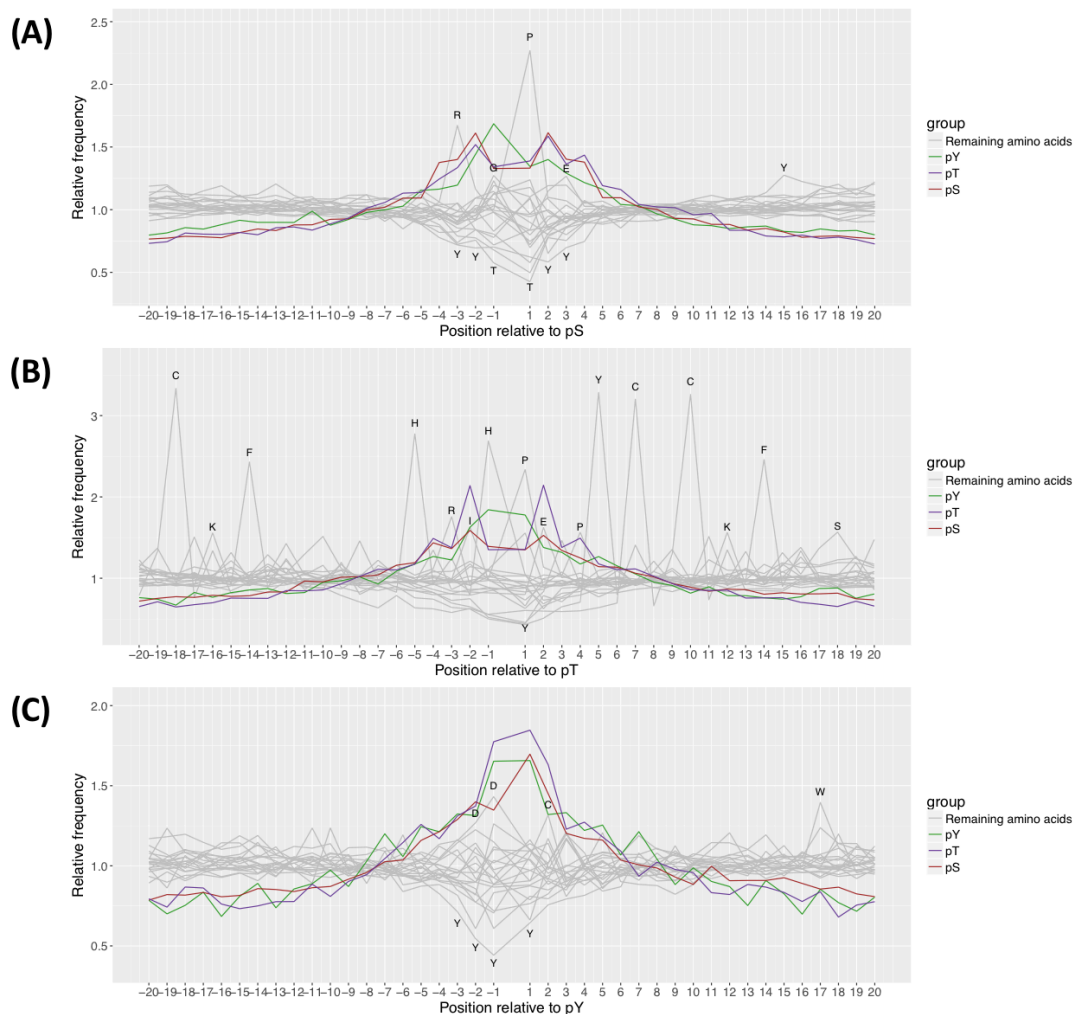 (A)
2.5
2.0
1.5
1.0
0.5
Relative frequency
P
R
G
E
Y
Y
Y
T
T
Y
Y
−20−19−18−17−16−15−14−13−12−11−10 −9 −8 −7 −6 −5 −4 −3 −2 −1 1 2 3 4 5 6 7 8 9 10 11 12 13 14 15 16 17 18 19 20
Position relative to pS
group
Remaining amino acids
pY
pT
pS
(B)
3
2
1
Relative frequency
C
K
F
H
R
I
H
P
E
P
Y
C
C
K
F
S
Y
−20−19−18−17−16−15−14−13−12−11−10 −9 −8 −7 −6 −5 −4 −3 −2 −1 1 2 3 4 5 6 7 8 9 10 11 12 13 14 15 16 17 18 19 20
Position relative to pT
group
Remaining amino acids
pY
pT
pS
(C)
2.0
1.5
1.0
0.5
Relative frequency
D
D
C
W
Y
Y
Y
Y
−20−19−18−17−16−15−14−13−12−11−10 −9 −8 −7 −6 −5 −4 −3 −2 −1 1 2 3 4 5 6 7 8 9 10 11 12 13 14 15 16 17 18 19 20
Position relative to pY
group
Remaining amino acids
pY
pT
pS